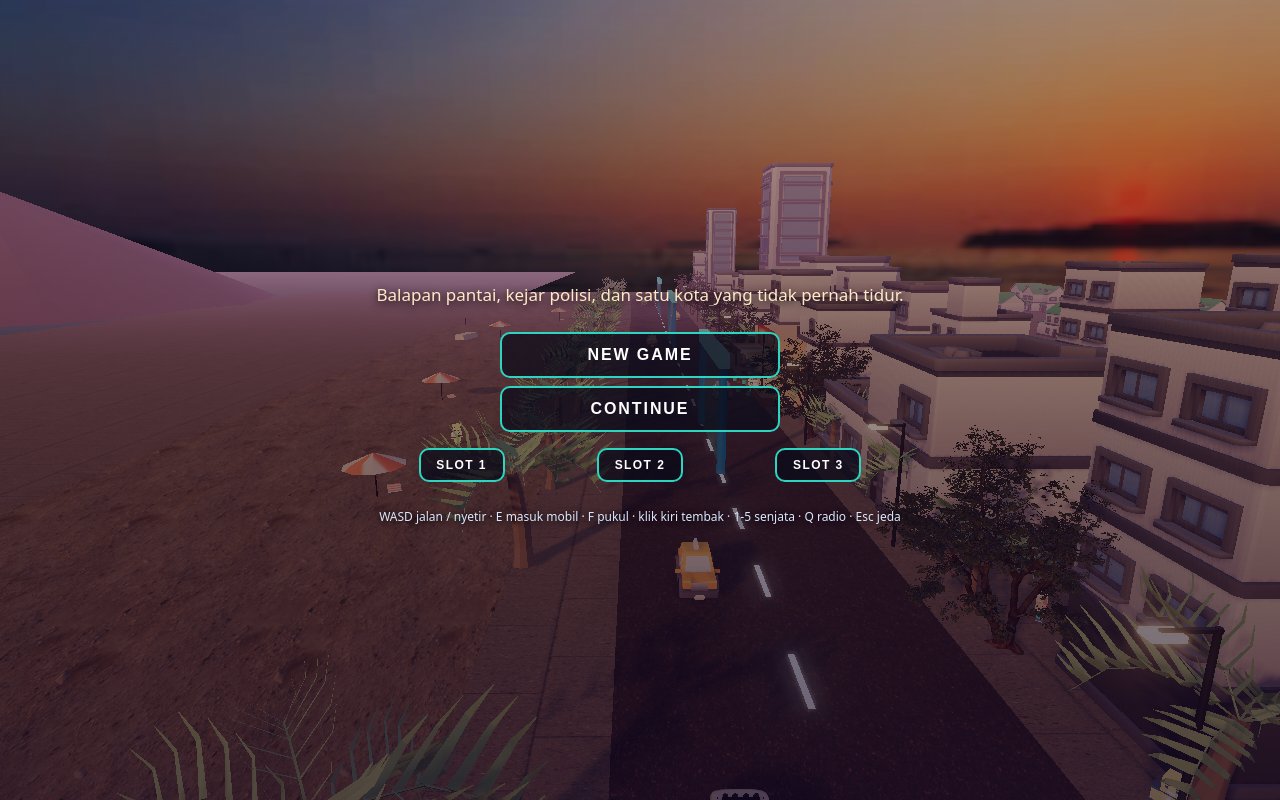 Balapan pantai, kejar polisi, dan satu kota yang tidak pernah tidur.
NEW GAME
CONTINUE
SLOT 1
SLOT 2
SLOT 3
WASD jalan / nyetir · E masuk mobil · F pukul · klik kiri tembak · 1-5 senjata · Q radio · Esc jeda